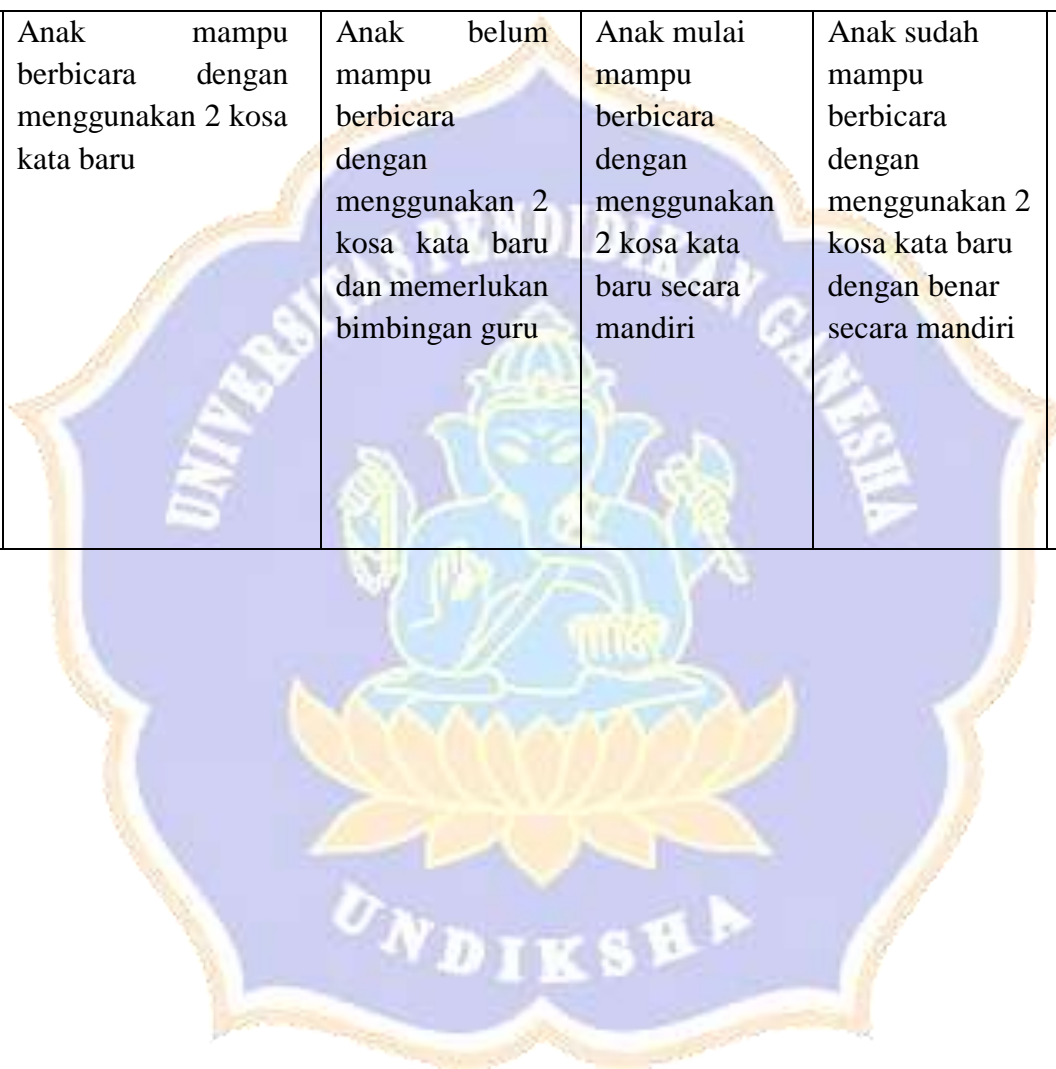 Anak mampu
berbicara dengan
menggunakan 2 kosa
kata baru
Anak belum
mampu
berbicara
dengan
menggunakan 2
kosa kata baru
dan memerlukan
bimbingan guru
Anak mulai
mampu
berbicara
dengan
menggunakan
2 kosa kata
baru secara
mandiri
Anak sudah
mampu
berbicara
dengan
menggunakan 2
kosa kata baru
dengan benar
secara mandiri
UNIVERSITAS PENDIDIKAN GANESHA
UNDIKSHA